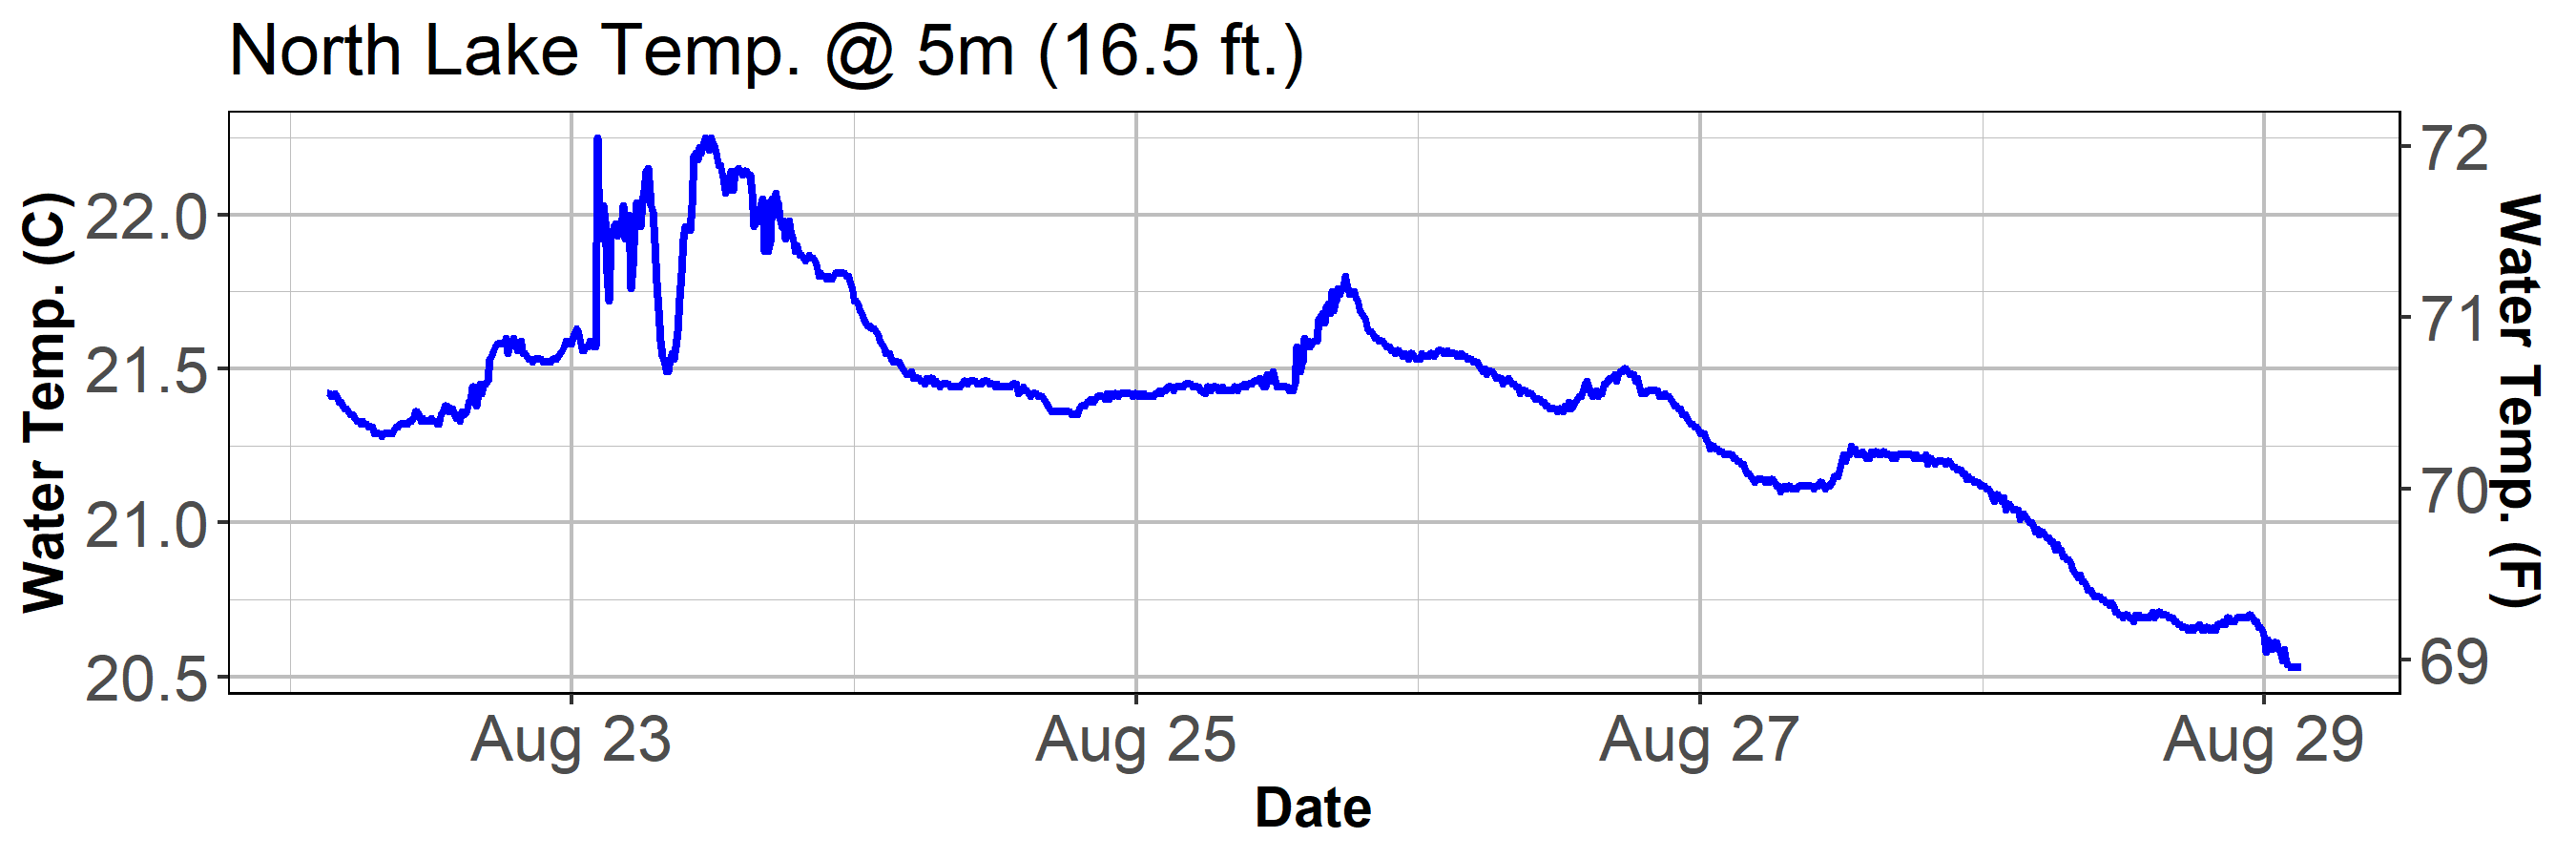 North Lake Temp. @ 5m (16.5 ft.)
Water Temp. (C)
22.0
21.5
21.0
20.5
72
71
70
69
Water Temp. (F)
Aug 23 Aug 25 Aug 27 Aug 29
Date